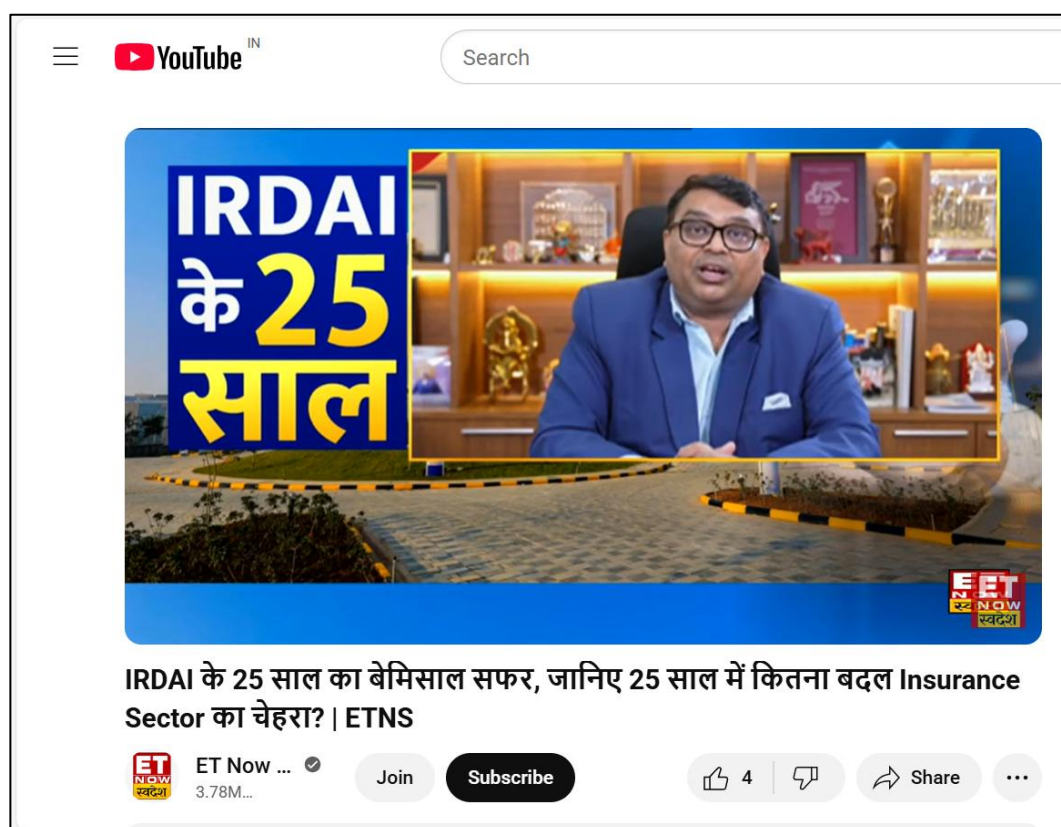 YouTube IN
Search
IRDAI
के 25
साल
ET
NOW
स्वदेश
IRDAI के 25 साल का बेमिसाल सफर, जानिए 25 साल में कितना बदल Insurance
Sector का चेहरा? | ETNS
ET
NOW
स्वदेश
ET Now ...
3.78M...
Join
Subscribe
4
Share